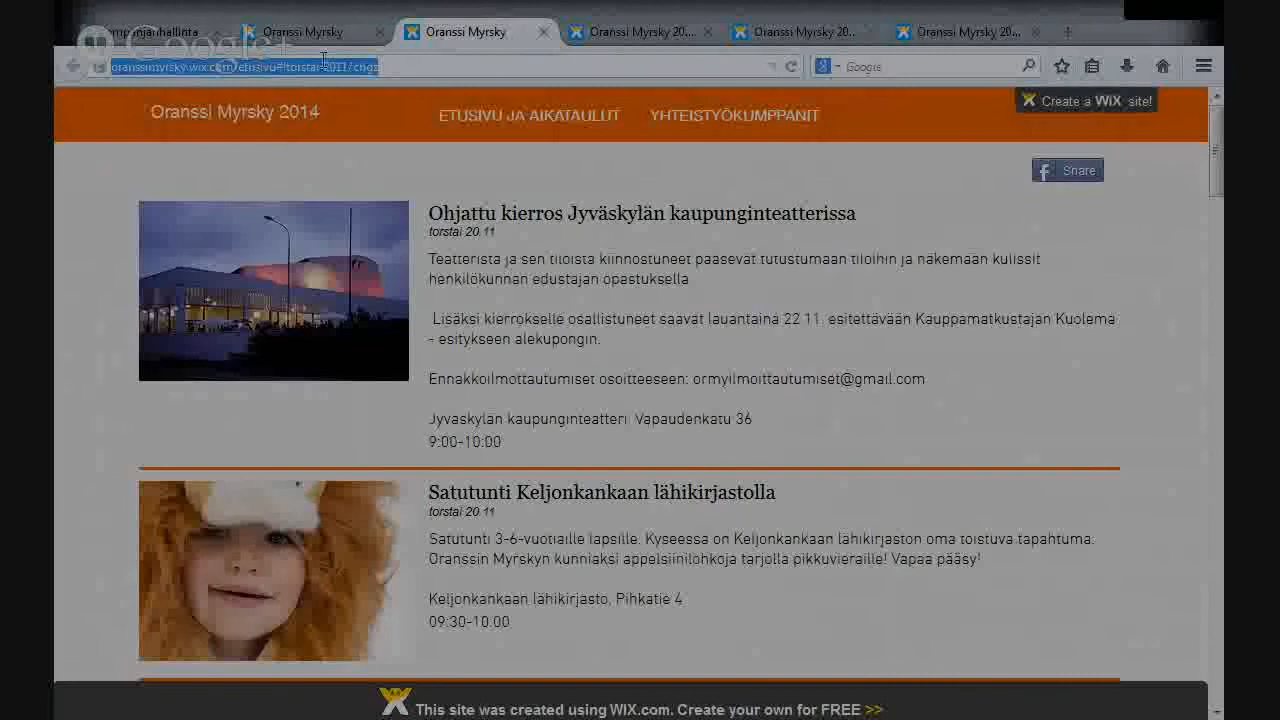 Oranssi Myrsky
Oranssi Myrsky
Oranssi Myrsky 20...
Oranssi Myrsky 20...
Oranssi Myrsky 20...
Google+
Google
Oranssi Myrsky 2014
ETUSIVU JA AIKATAULUT
YHTEISTYÖKUMPPANIT
Create a WiX site!
Share
Ohjattu kierros Jyväskylän kaupunginteatterissa
torstai 20.11
Teatterista ja sen tiloista kiinnostuneet pääsevät tutustumaan tiloihin ja näkemään kulissit
henkilökunnan edustajan opastuksella.
Lisäksi kierrokselle osallistuneet saavat lauantaina 22.11. esitettävään Kauppamatkustajan Kuolema
- esitykseen alekupongin.
Ennakkoilmottautumiset osoitteeseen: ormyilmoittautumiset@gmail.com
Jyväskylän kaupunginteatteri, Vapaudenkatu 36
9:00-10:00
Satutunti Keljonkankaan lähikirjastolla
torstai 20.11
Satutunti 3-6-vuotiaille lapsille. Kyseessä on Keljonkankaan lähikirjaston oma toistuva tapahtuma.
Oranssin Myrskyn kunniaksi appelsiinilohkoja tarjolla pikkuvieraille! Vapaa pääsy!
Keljonkankaan lähikirjasto, Pihkatie 4
09:30-10.00
This site was created using WIX.com. Create your own for FREE >>